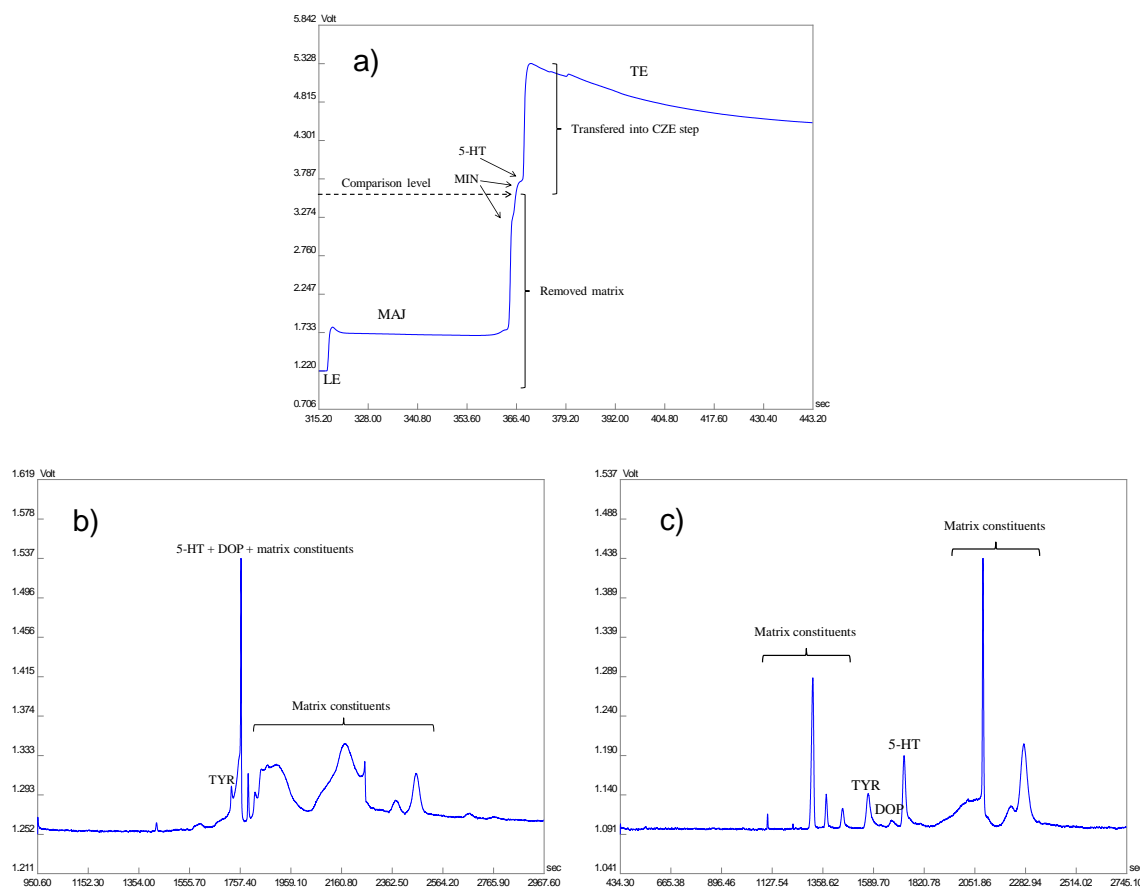 5.842 Volt
a)
5.328
TE
4.815
Transfered into CZE step
4.301
5-HT
3.787
MIN
Comparison level
3.274
2.760
2.247
Removed matrix
MAJ
1.733
1.220
LE
0.706
sec
315.20 328.00 340.80 353.60 366.40 379.20 392.00 404.80 417.60 430.40 443.20
1.619 Volt
b)
1.578
5-HT + DOP + matrix constituents
1.537
1.496
1.456
1.415
Matrix constituents
1.374
1.333
TYR
1.293
1.252
1.211
sec
950.60 1152.30 1354.00 1555.70 1757.40 1959.10 2160.80 2362.50 2564.20 2765.90 2967.60
1.537 Volt
c)
1.488
Matrix constituents
1.438
1.389
1.339
Matrix constituents
1.289
1.240
5-HT
1.190
TYR
1.140
DOP
1.091
1.041
sec
434.30 665.38 896.46 1127.54 1358.62 1589.70 1820.78 2051.86 2282.94 2514.02